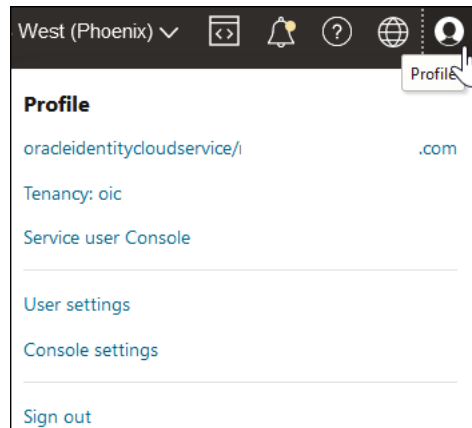 West (Phoenix)
Profile
Profile
oracleidentitycloudservice/ .com
Tenancy: oic
Service user Console
User settings
Console settings
Sign out